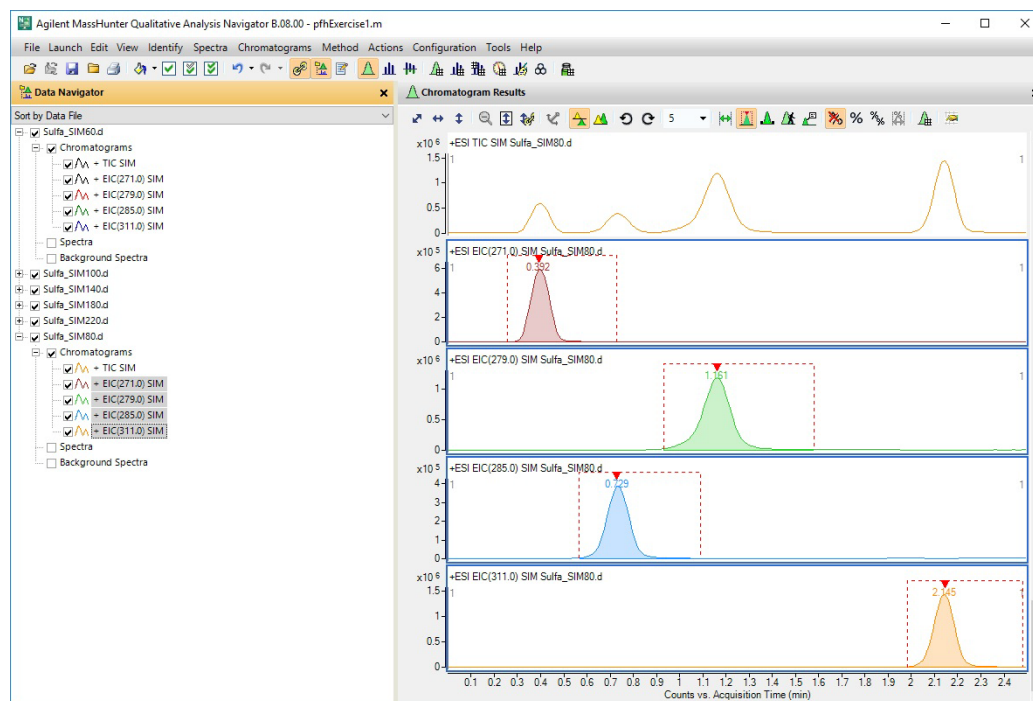 Agilent MassHunter Qualitative Analysis Navigator B.08.00 - pfhExercise1.m
File Launch Edit View Identify Spectra Chromatograms Method Actions Configuration Tools Help
Data Navigator
Sort by Data File
Sulfa_SIM60.d
Chromatograms
+ TIC SIM
+ EIC(271.0) SIM
+ EIC(279.0) SIM
+ EIC(285.0) SIM
+ EIC(311.0) SIM
Spectra
Background Spectra
Sulfa_SIM100.d
Sulfa_SIM140.d
Sulfa_SIM180.d
Sulfa_SIM220.d
Sulfa_SIM80.d
Chromatograms
+ TIC SIM
+ EIC(271.0) SIM
+ EIC(279.0) SIM
+ EIC(285.0) SIM
+ EIC(311.0) SIM
Spectra
Background Spectra
Chromatogram Results
5
x10 6 +ESI TIC SIM Sulfa_SIM80.d
1.5
1 1
1
0.5
0
x10 5 +ESI EIC(271.0) SIM Sulfa_SIM80.d
1 0.392 1
6
4
2
0
x10 6 +ESI EIC(279.0) SIM Sulfa_SIM80.d
1 1.161 1
1
0.5
0
x10 5 +ESI EIC(285.0) SIM Sulfa_SIM80.d
4 1 0.729 1
3
2
1
0
x10 6 +ESI EIC(311.0) SIM Sulfa_SIM80.d
1.5 1 2.145 1
1
0.5
0
0.1 0.2 0.3 0.4 0.5 0.6 0.7 0.8 0.9 1 1.1 1.2 1.3 1.4 1.5 1.6 1.7 1.8 1.9 2 2.1 2.2 2.3 2.4
Counts vs. Acquisition Time (min)